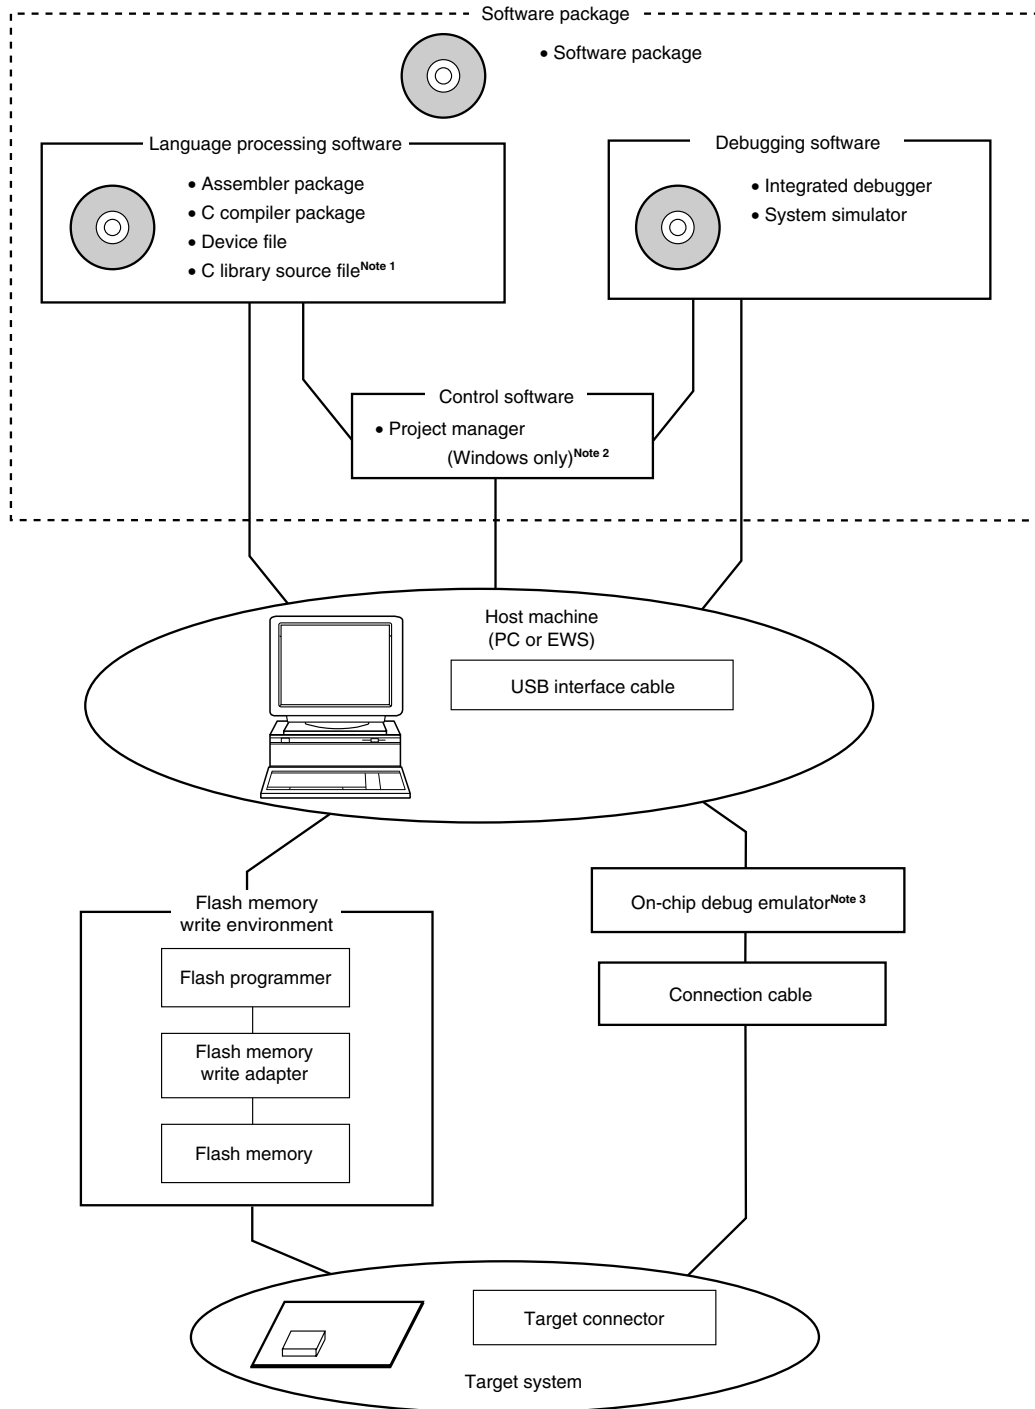 Software package
• Software package
Language processing software
• Assembler package
• C compiler package
• Device file
• C library source fileNote 1
Debugging software
• Integrated debugger
• System simulator
Control software
• Project manager
(Windows only)Note 2
Host machine
(PC or EWS)
USB interface cable
Flash memory
write environment
Flash programmer
Flash memory
write adapter
Flash memory
On-chip debug emulatorNote 3
Connection cable
Target connector
Target system